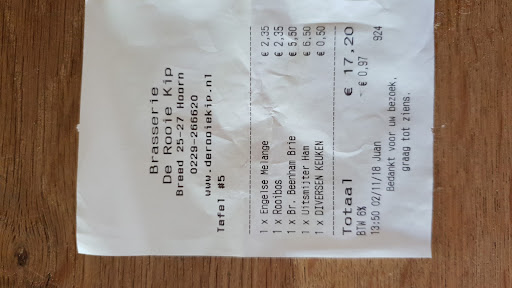 Brasserie
De Rooie Kip
Breed 25-27 Hoorn
0229-266620
www.derooiekip.nl
Tafel #5
1 x Engelse Melange € 2,35
1 x Rooibos € 2,35
1 x Br. Beenham Brie € 5,50
1 x Uitsmijter Ham € 6,50
1 x DIVERSEN KEUKEN € 0,50
Totaal € 17,20
BTW 6% - € 0,97
13:50 02/11/18 Juan 924
Bedankt voor uw bezoek,
graag tot ziens.